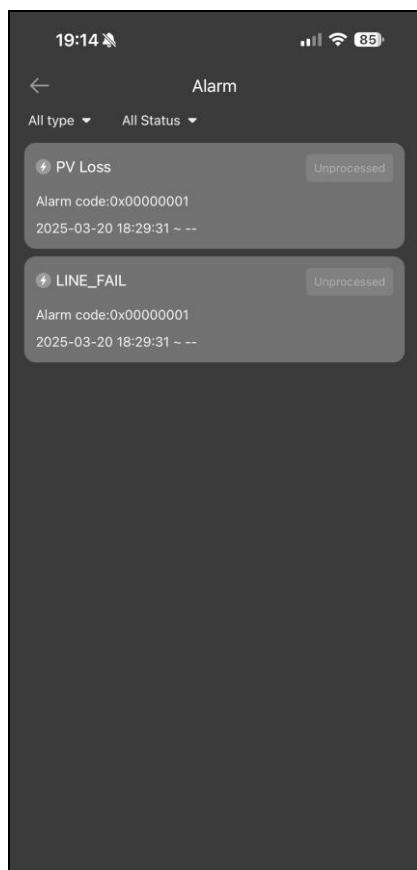 19:14
85
Alarm
All type All Status
PV Loss Unprocessed
Alarm code:0x00000001
2025-03-20 18:29:31 ~ --
LINE_FAIL Unprocessed
Alarm code:0x00000001
2025-03-20 18:29:31 ~ --